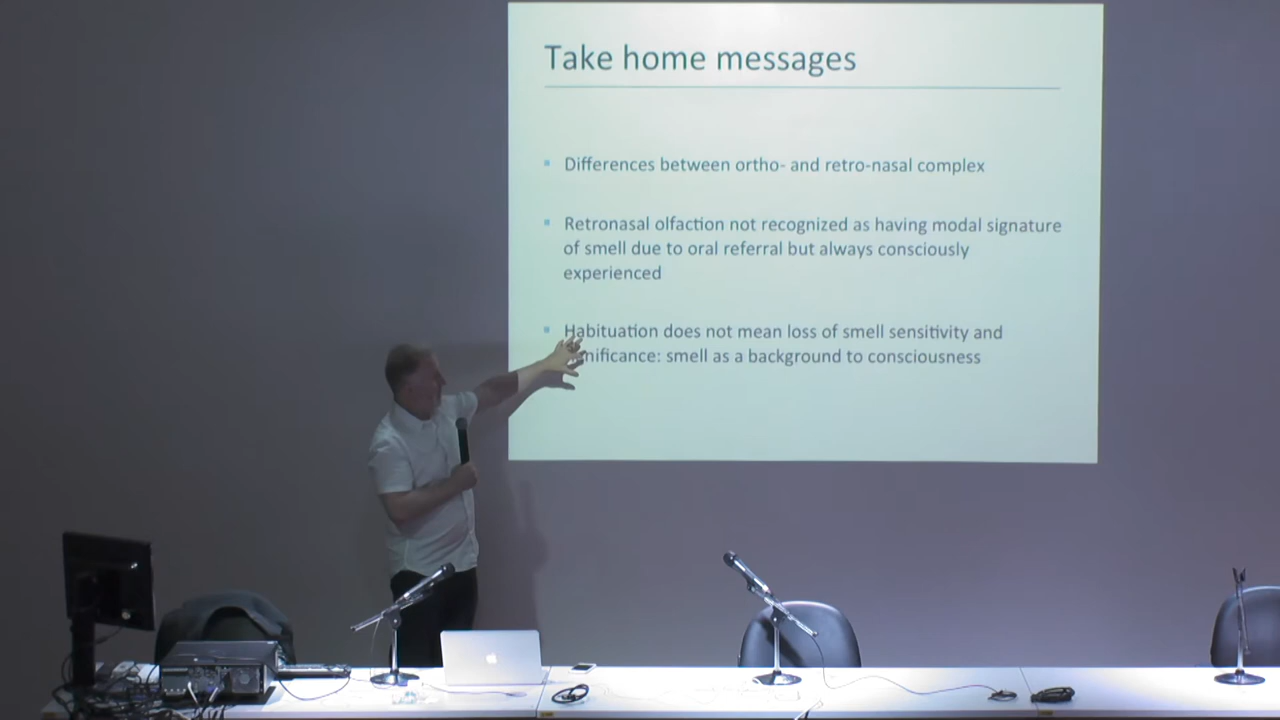 Take home messages
Differences between ortho- and retro-nasal complex
Retronasal olfaction not recognized as having modal signature
of smell due to oral referral but always consciously
experienced
Habituation does not mean loss of smell sensitivity and
smell as a background to consciousness